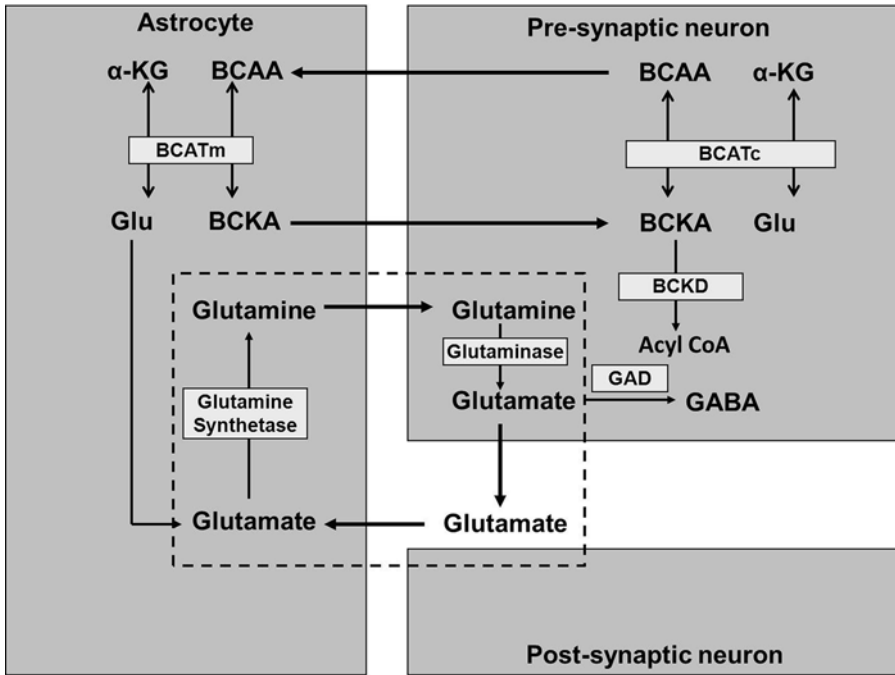 Astrocyte
Pre-synaptic neuron
α-KG BCAA
BCAA α-KG
BCATm
BCATc
Glu BCKA
BCKA Glu
BCKD
Glutamine
Glutamine
Acyl CoA
Glutaminase
GAD
Glutamate
GABA
Glutamine
Synthetase
Glutamate
Glutamate
Post-synaptic neuron